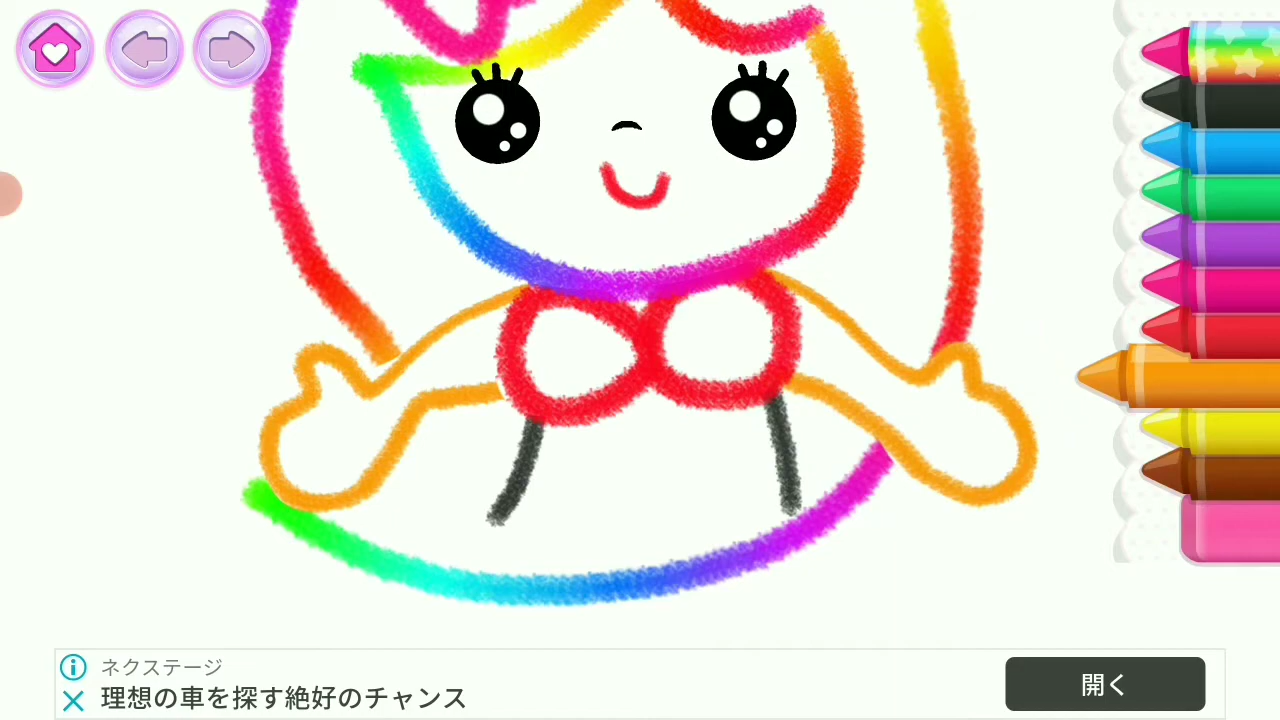 ネクステージ
理想の車を探す絶好のチャンス
開く